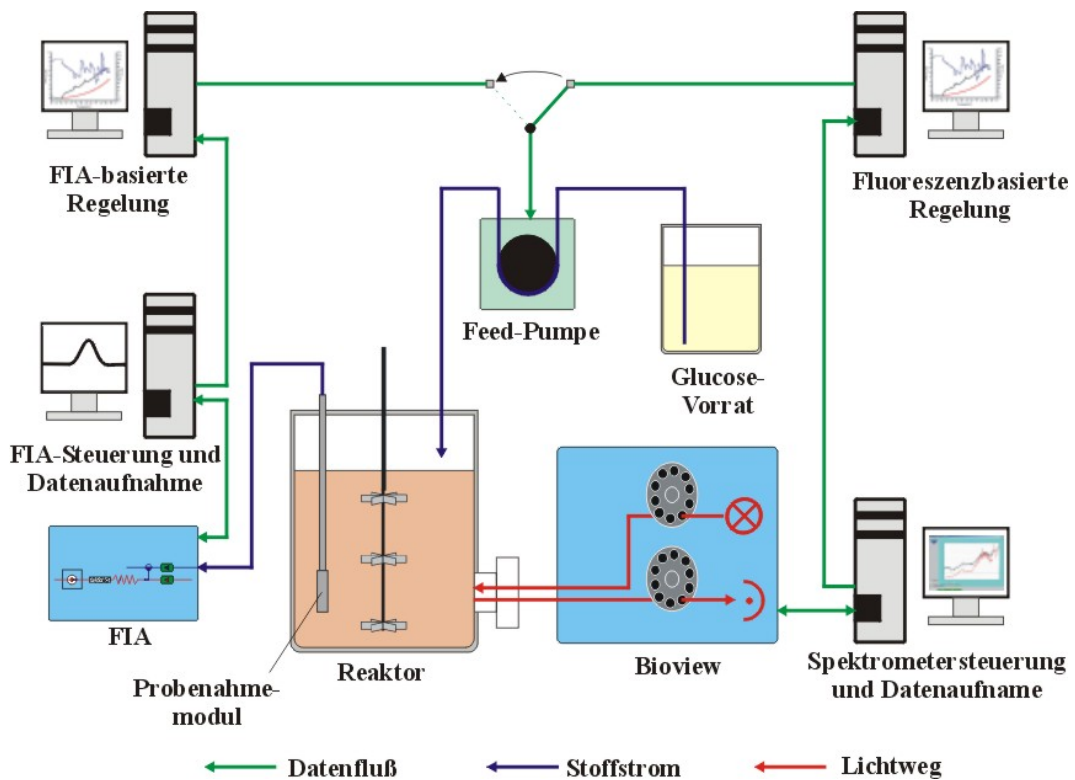 FIA-basierte
Regelung
Fluoreszenzbasierte
Regelung
Feed-Pumpe
Glucose-
Vorrat
FIA-Steuerung und
Datenaufnahme
FIA
Probenahme-
modul
Reaktor
Bioview
Spektrometersteuerung
und Datenaufname
Datenfluß
Stoffstrom
Lichtweg